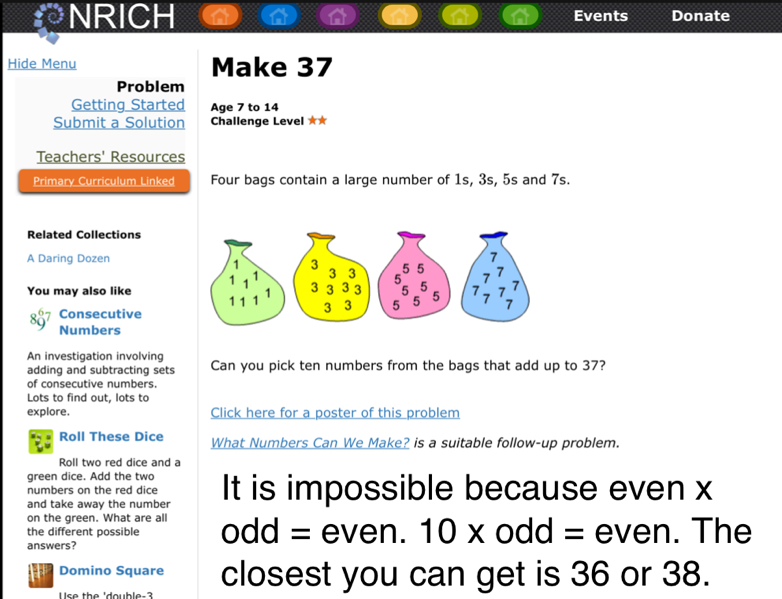 NRICH
Events
Donate
Hide Menu
Problem
Getting Started
Submit a Solution
Teachers' Resources
Primary Curriculum Linked
Related Collections
A Daring Dozen
You may also like
Consecutive
Numbers
An investigation involving
adding and subtracting sets
of consecutive numbers.
Lots to find out, lots to
explore.
Roll These Dice
Roll two red dice and a
green dice. Add the two
numbers on the red dice
and take away the number
on the green. What are all
the different possible
answers?
Domino Square
Use the 'double-3
Make 37
Age 7 to 14
Challenge Level
Four bags contain a large number of 1s, 3s, 5s and 7s.
1
1 1 1
1 1 1 1
3
3 3
3 3 3 3
3 3
5 5
5
5 5 5
5 5
7
7 7
7 7 7
7 7
Can you pick ten numbers from the bags that add up to 37?
Click here for a poster of this problem
What Numbers Can We Make? is a suitable follow-up problem.
It is impossible because even x
odd = even. 10 x odd = even. The
closest you can get is 36 or 38.